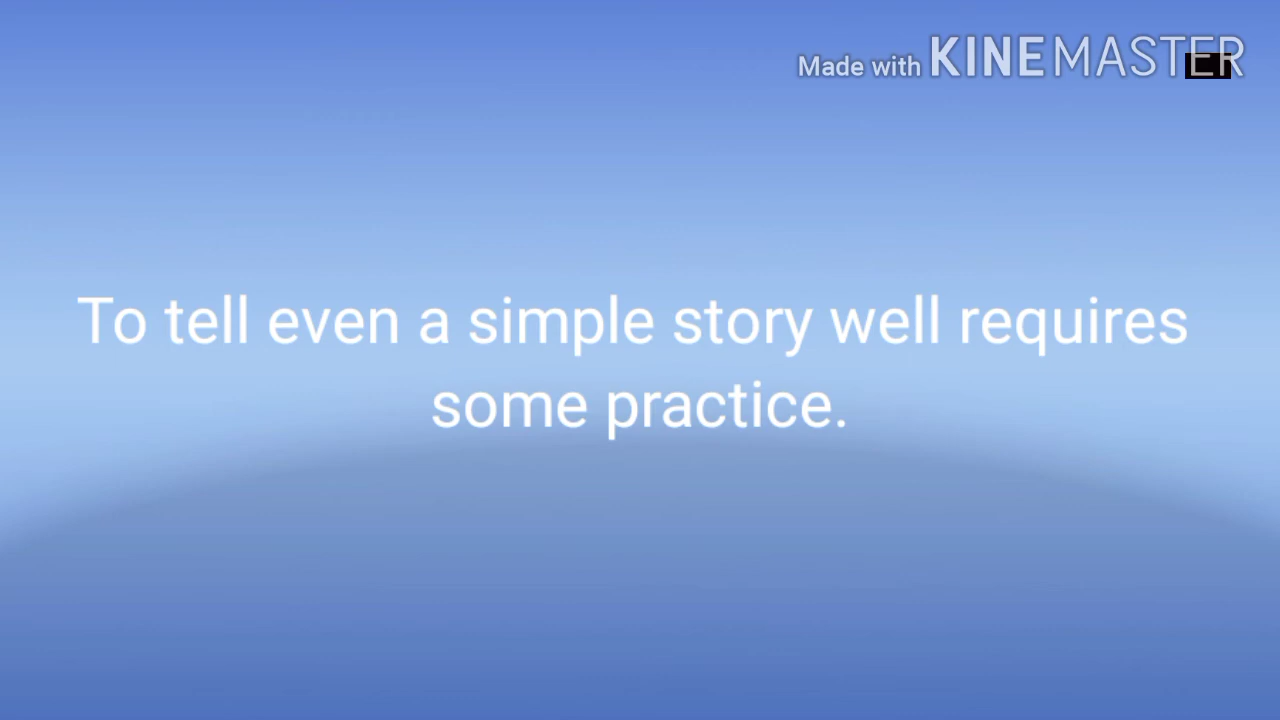 Made with KINEMASTER
To tell even a simple story well requires
some practice.